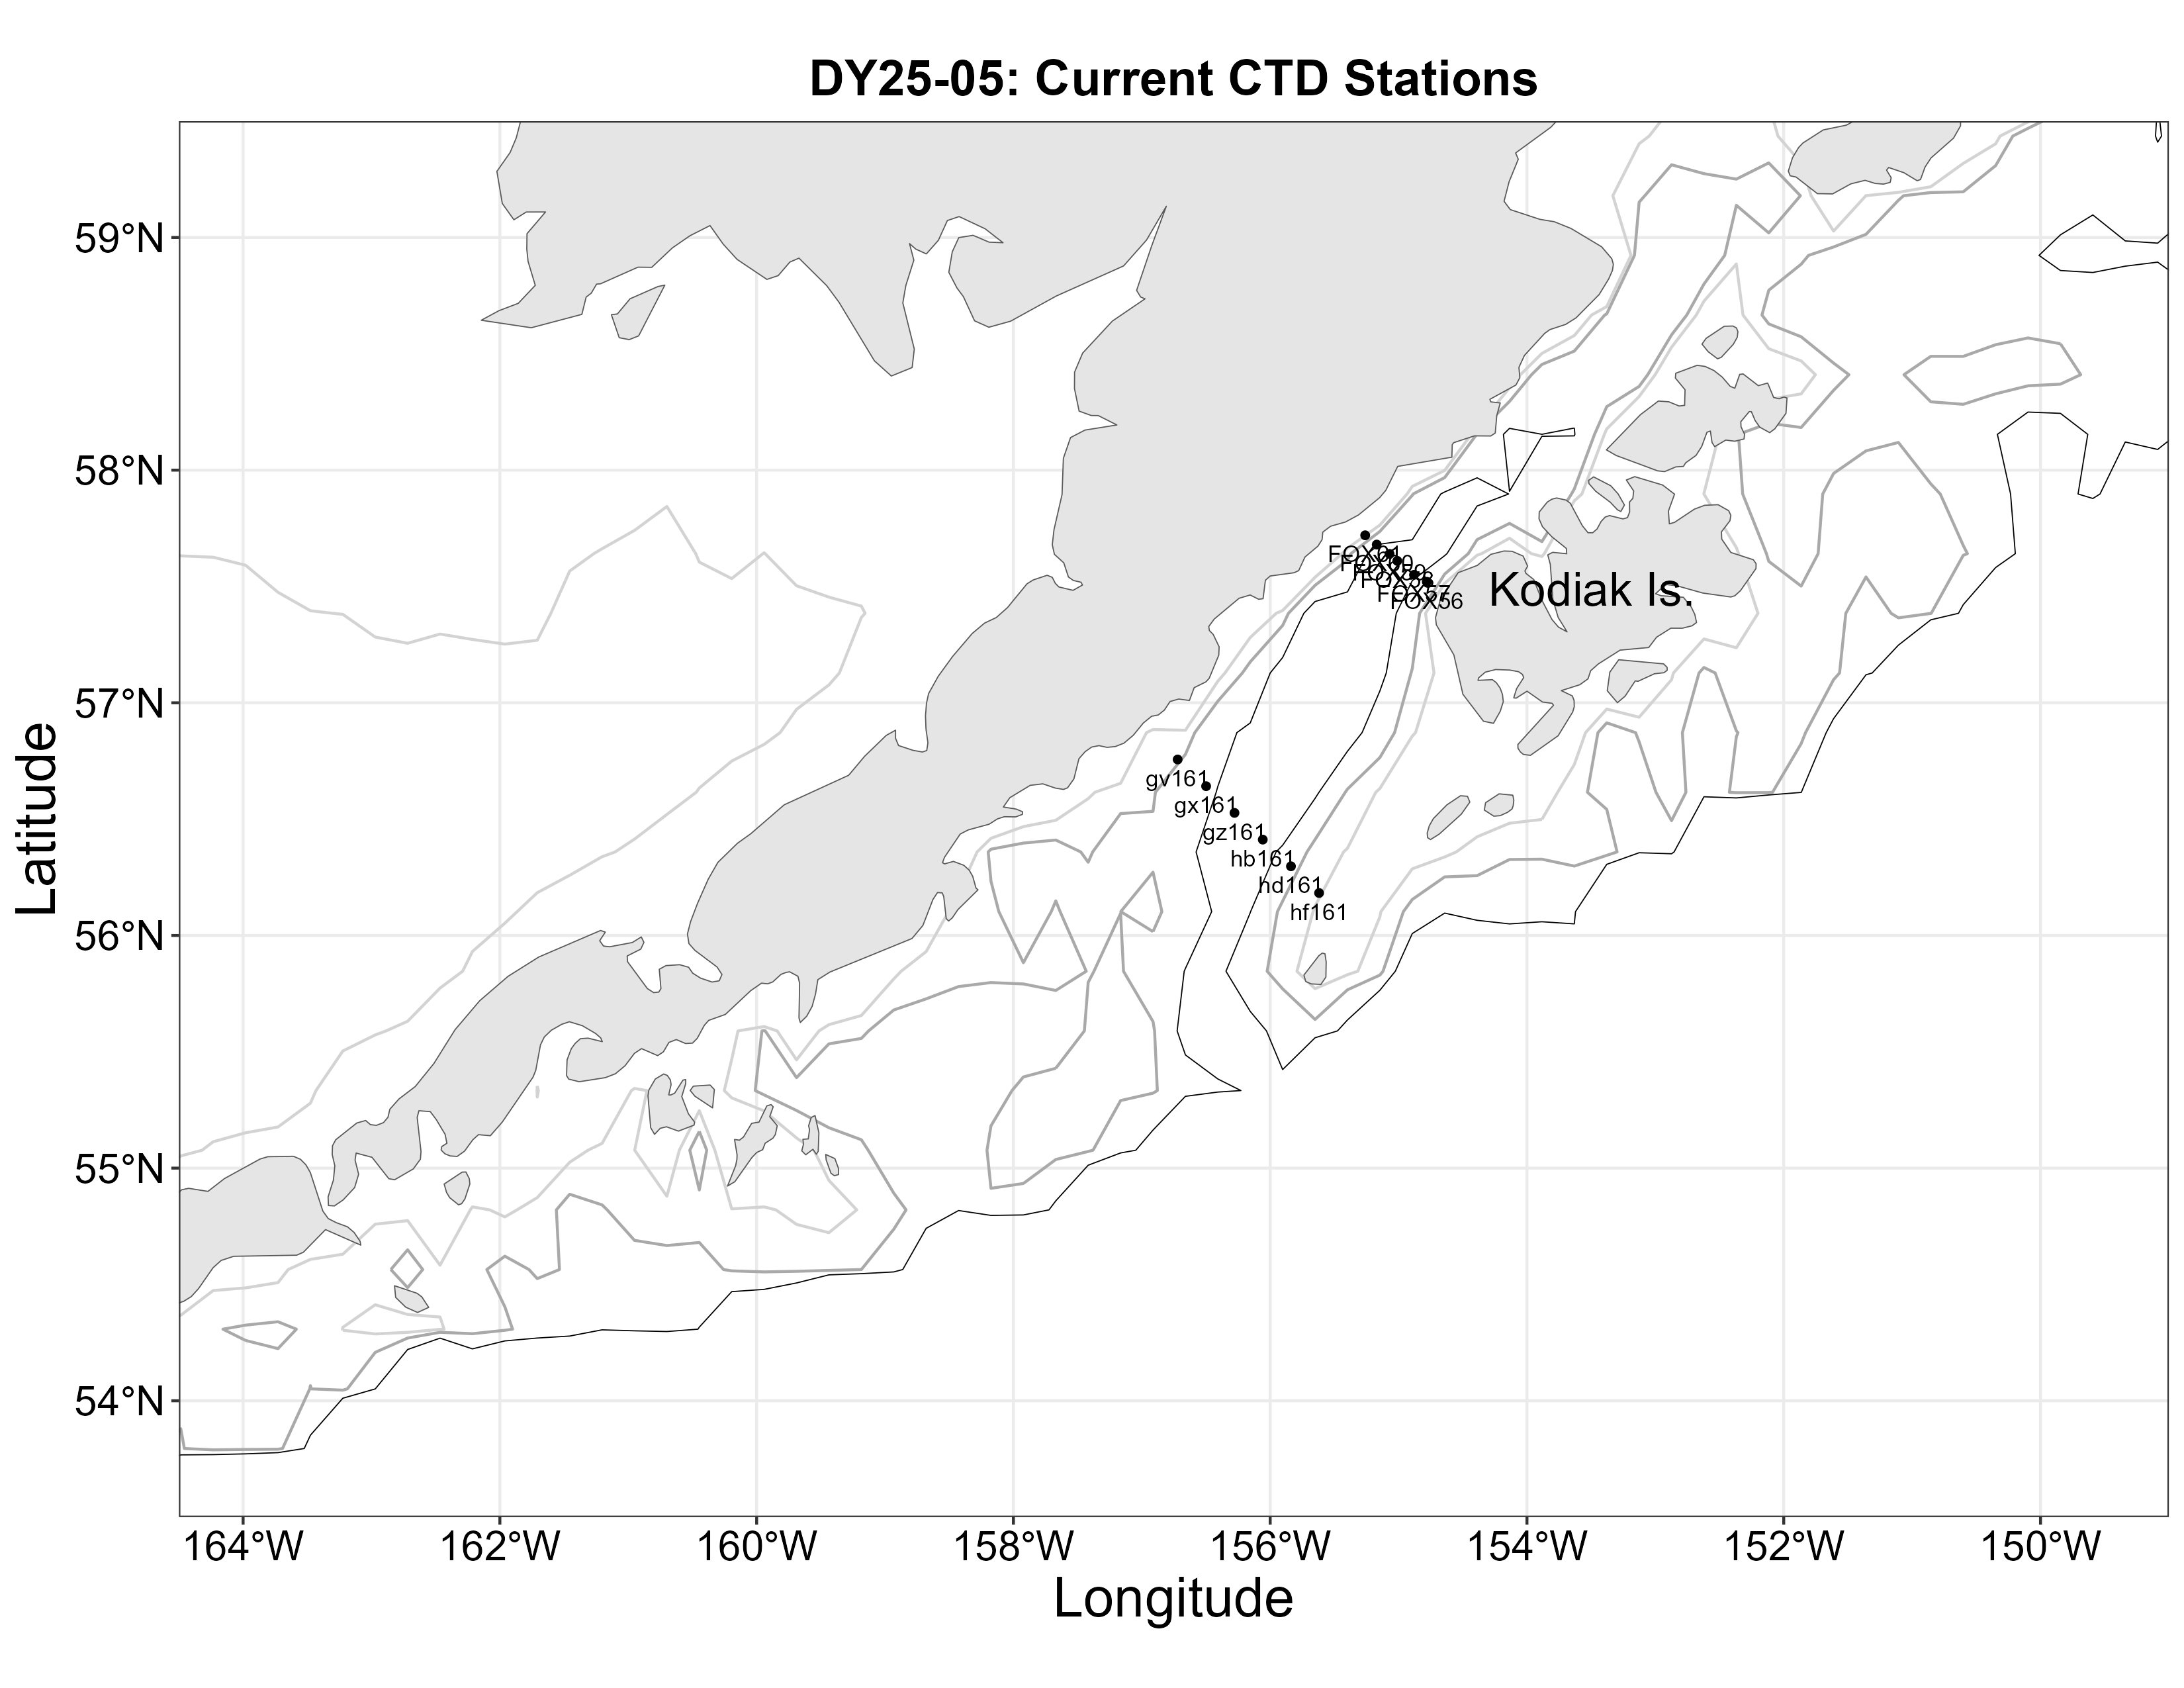 DY25-05: Current CTD Stations
Latitude
59°N
58°N
57°N
56°N
55°N
54°N
FOX61
FOX60
FOX59
FOX58
FOX57
FOX56
Kodiak Is.
gv161
gx161
gz161
hb161
hd161
hf161
164°W
162°W
160°W
158°W
156°W
154°W
152°W
150°W
Longitude